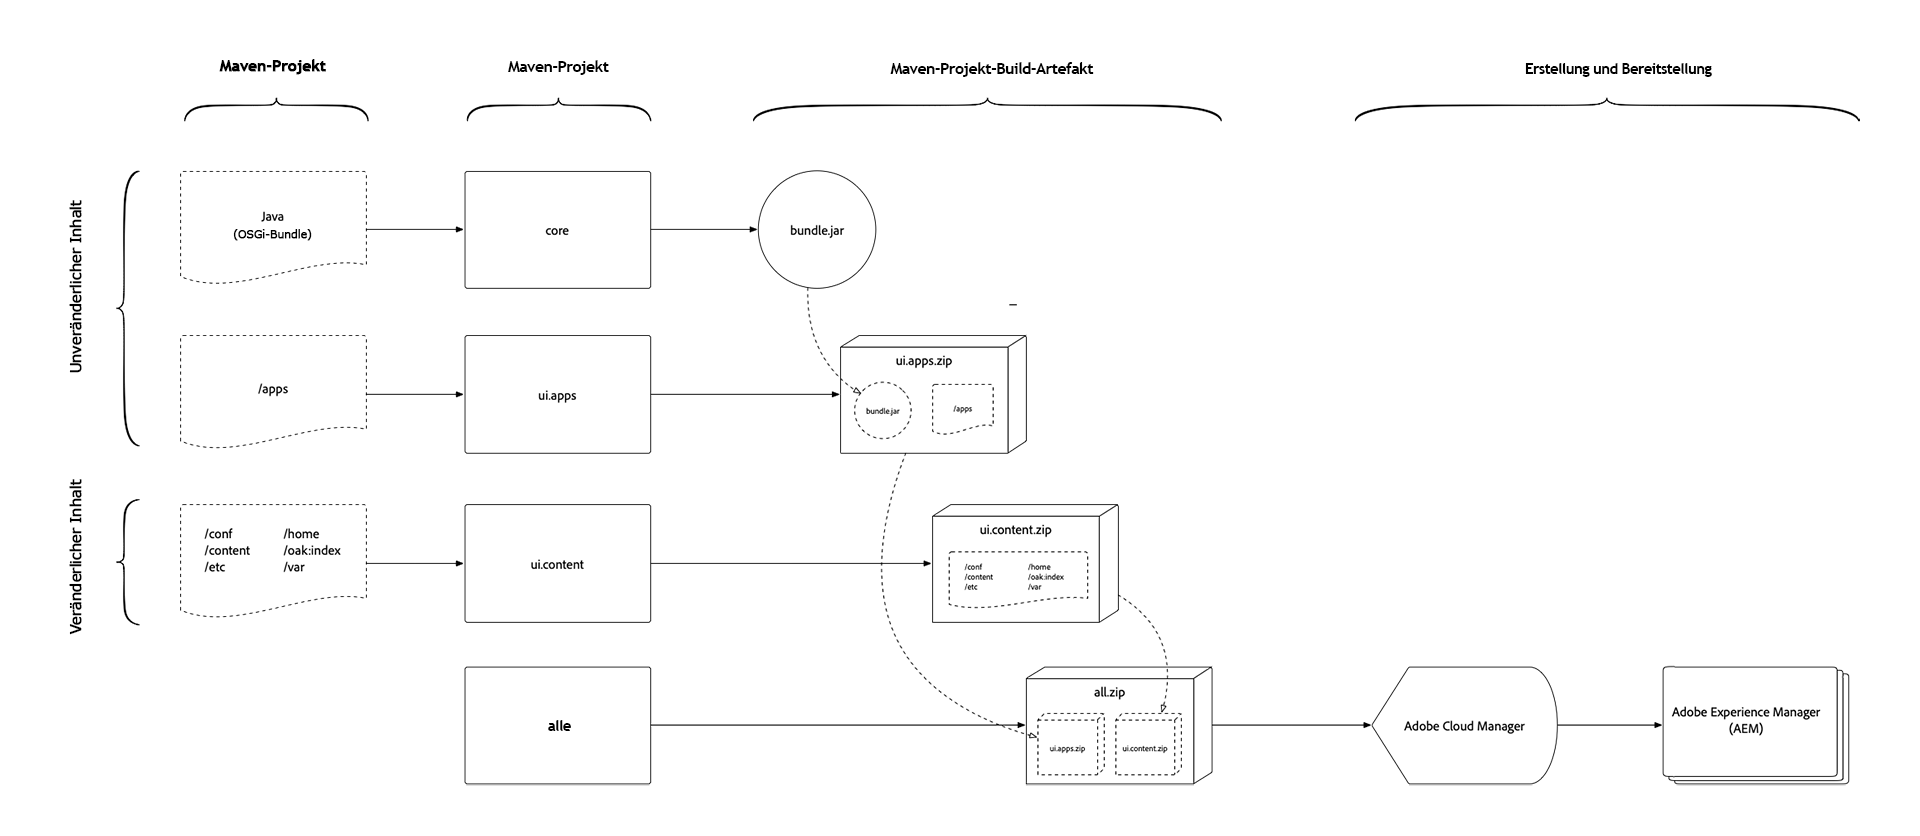 Maven-Projekt
Maven-Projekt
Maven-Projekt-Build-Artefakt
Erstellung und Bereitstellung
Unveränderlicher Inhalt
Java
(OSGi-Bundle)
core
bundle.jar
/apps
ui.apps
ui.apps.zip
bundle.jar
/apps
Veränderlicher Inhalt
/conf /home
/content /oak:index
/etc /var
ui.content
ui.content.zip
/conf /home
/content /oak:index
/etc /var
alle
all.zip
ui.apps.zip
ui.content.zip
Adobe Cloud Manager
Adobe Experience Manager
(AEM)